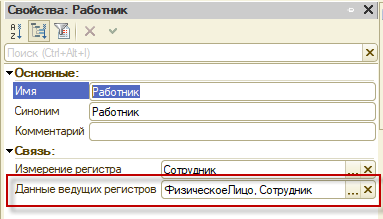 Свойства: Работник
Поиск (Ctrl+Alt+I)
Основные:
Имя Работник
Синоним Работник
Комментарий
Связь:
Измерение регистра Сотрудник ...
Данные ведущих регистров ФизическоеЛицо, Сотрудник ...